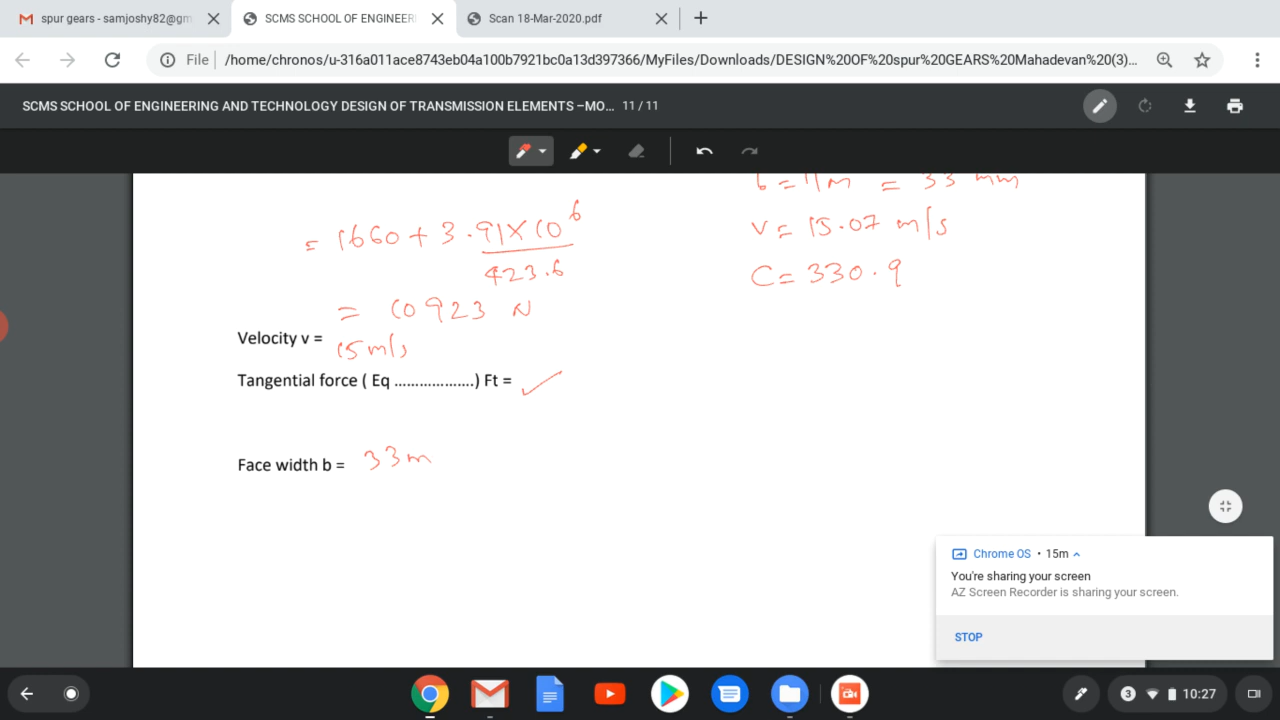 spur gears - samjoshy82@gm
SCMS SCHOOL OF ENGINEER
Scan 18-Mar-2020.pdf
File
/home/chronos/u-316a011ace8743eb04a100b7921bc0a13d397366/MyFiles/Downloads/DESIGN%20OF%20spur%20GEARS%20Mahadevan%20(3)...
SCMS SCHOOL OF ENGINEERING AND TECHNOLOGY DESIGN OF TRANSMISSION ELEMENTS –MO... 11 / 11
b = 11m = 33 mm
= 1660 + 3.91 × 10^6
423.6
v = 15.07 m/s
C = 330.9
= 10923 N
Velocity v =
15 m/s
Tangential force ( Eq ....................) Ft = ✓
Face width b = 33m
Chrome OS • 15m
You're sharing your screen
AZ Screen Recorder is sharing your screen.
STOP
3
10:27